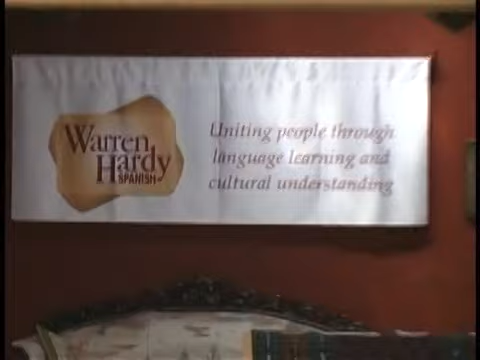 Warren
Hardy
SPANISH
Uniting people through
language learning and
cultural understanding